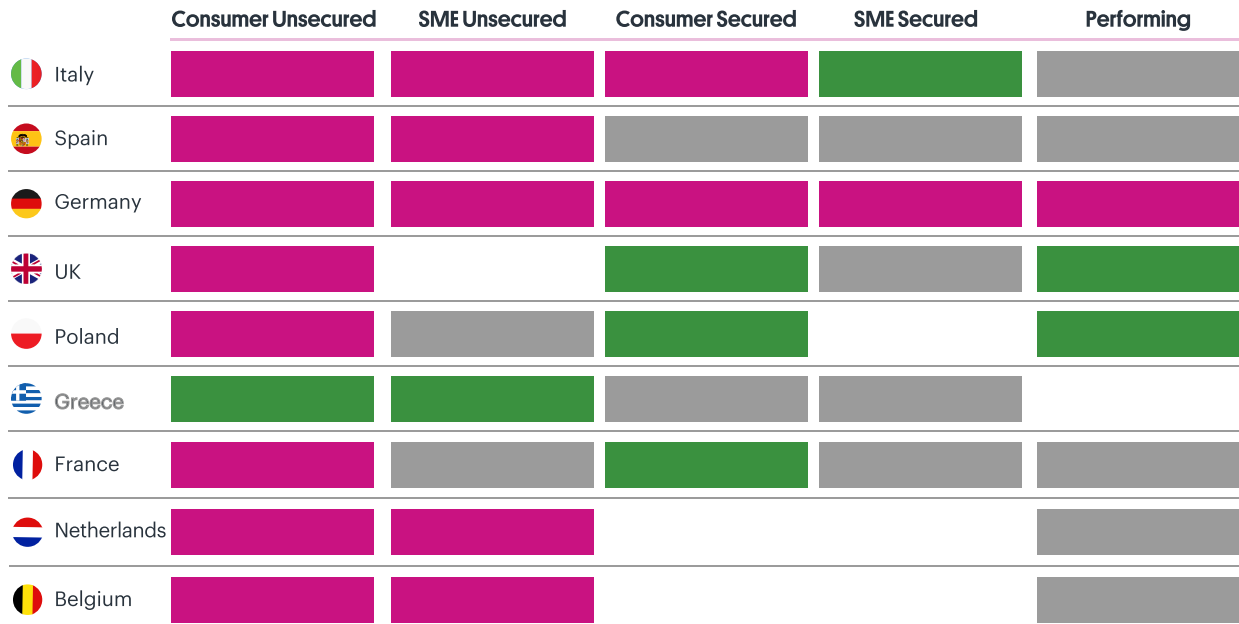 Consumer Unsecured SME Unsecured Consumer Secured SME Secured Performing
Italy
Spain
Germany
UK
Poland
Greece
France
Netherlands
Belgium